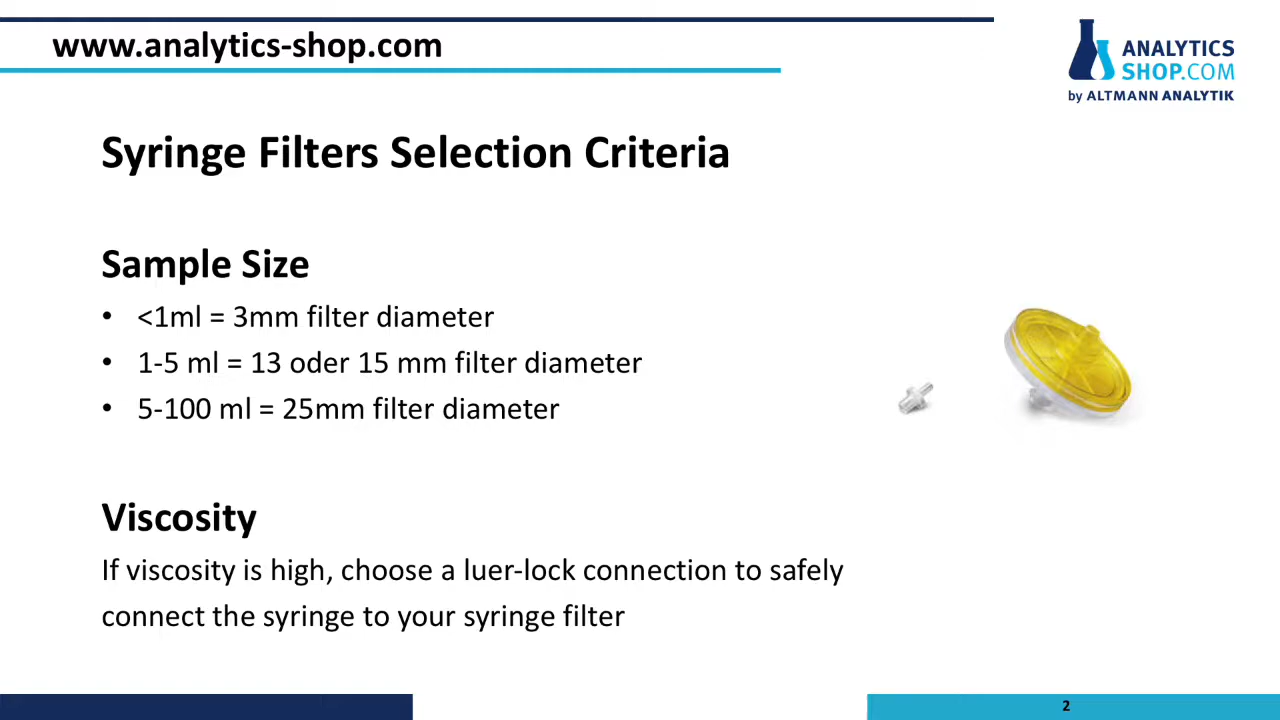 www.analytics-shop.com
ANALYTICS
SHOP.COM
by ALTMANN ANALYTIK
Syringe Filters Selection Criteria
Sample Size
• <1ml = 3mm filter diameter
• 1-5 ml = 13 oder 15 mm filter diameter
• 5-100 ml = 25mm filter diameter
Viscosity
If viscosity is high, choose a luer-lock connection to safely
connect the syringe to your syringe filter
2